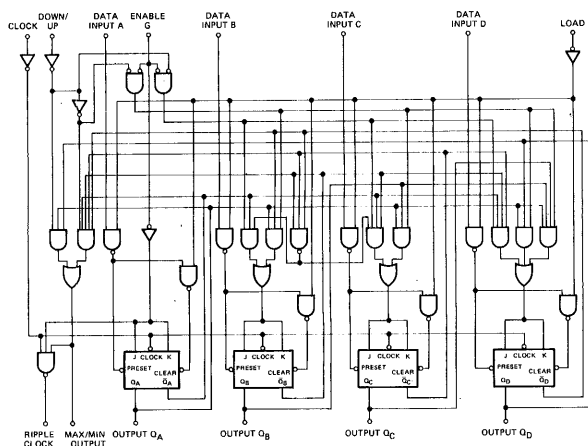 CLOCK
DOWN/
UP
DATA
INPUT A
ENABLE
G
DATA
INPUT B
DATA
INPUT C
DATA
INPUT D
LOAD
J CLOCK K
PRESET
CLEAR
QA Q̅A
J CLOCK K
PRESET
CLEAR
QB Q̅B
J CLOCK K
PRESET
CLEAR
QC Q̅C
J CLOCK K
PRESET
CLEAR
QD Q̅D
RIPPLE
CLOCK
MAX/MIN
OUTPUT
OUTPUT QA
OUTPUT QB
OUTPUT QC
OUTPUT QD